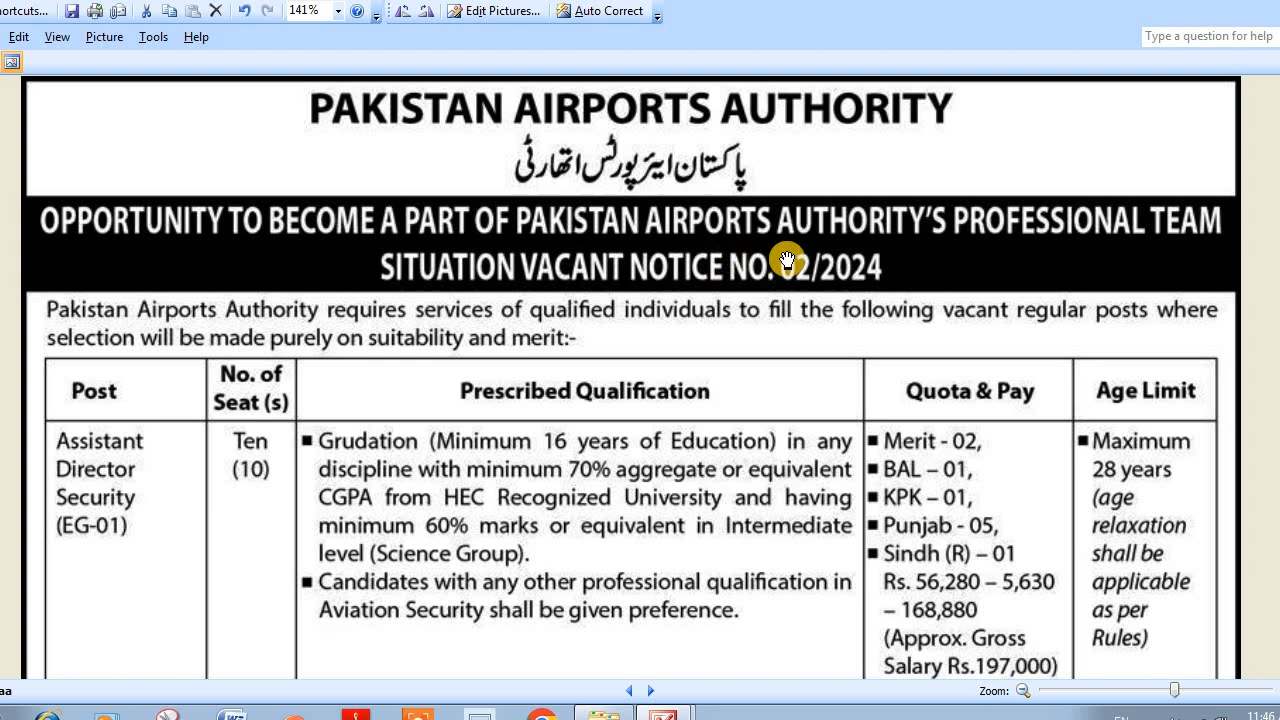 ortcuts...
141%
Edit Pictures...
Auto Correct
Edit View Picture Tools Help
Type a question for help
PAKISTAN AIRPORTS AUTHORITY
پاکستان ایئرپورٹس اتھارٹی
OPPORTUNITY TO BECOME A PART OF PAKISTAN AIRPORTS AUTHORITY'S PROFESSIONAL TEAM
SITUATION VACANT NOTICE NO. 02/2024
Pakistan Airports Authority requires services of qualified individuals to fill the following vacant regular posts where
selection will be made purely on suitability and merit:-
Post
No. of
Seat (s)
Prescribed Qualification
Quota & Pay
Age Limit
Assistant
Director
Security
(EG-01)
Ten
(10)
▪ Grudation (Minimum 16 years of Education) in any
discipline with minimum 70% aggregate or equivalent
CGPA from HEC Recognized University and having
minimum 60% marks or equivalent in Intermediate
level (Science Group).
▪ Candidates with any other professional qualification in
Aviation Security shall be given preference.
▪ Merit - 02,
▪ BAL – 01,
▪ KPK – 01,
▪ Punjab - 05,
▪ Sindh (R) – 01
Rs. 56,280 – 5,630
– 168,880
(Approx. Gross
Salary Rs.197,000)
▪ Maximum
28 years
(age
relaxation
shall be
applicable
as per
Rules)
aa
Zoom:
EN
11:46